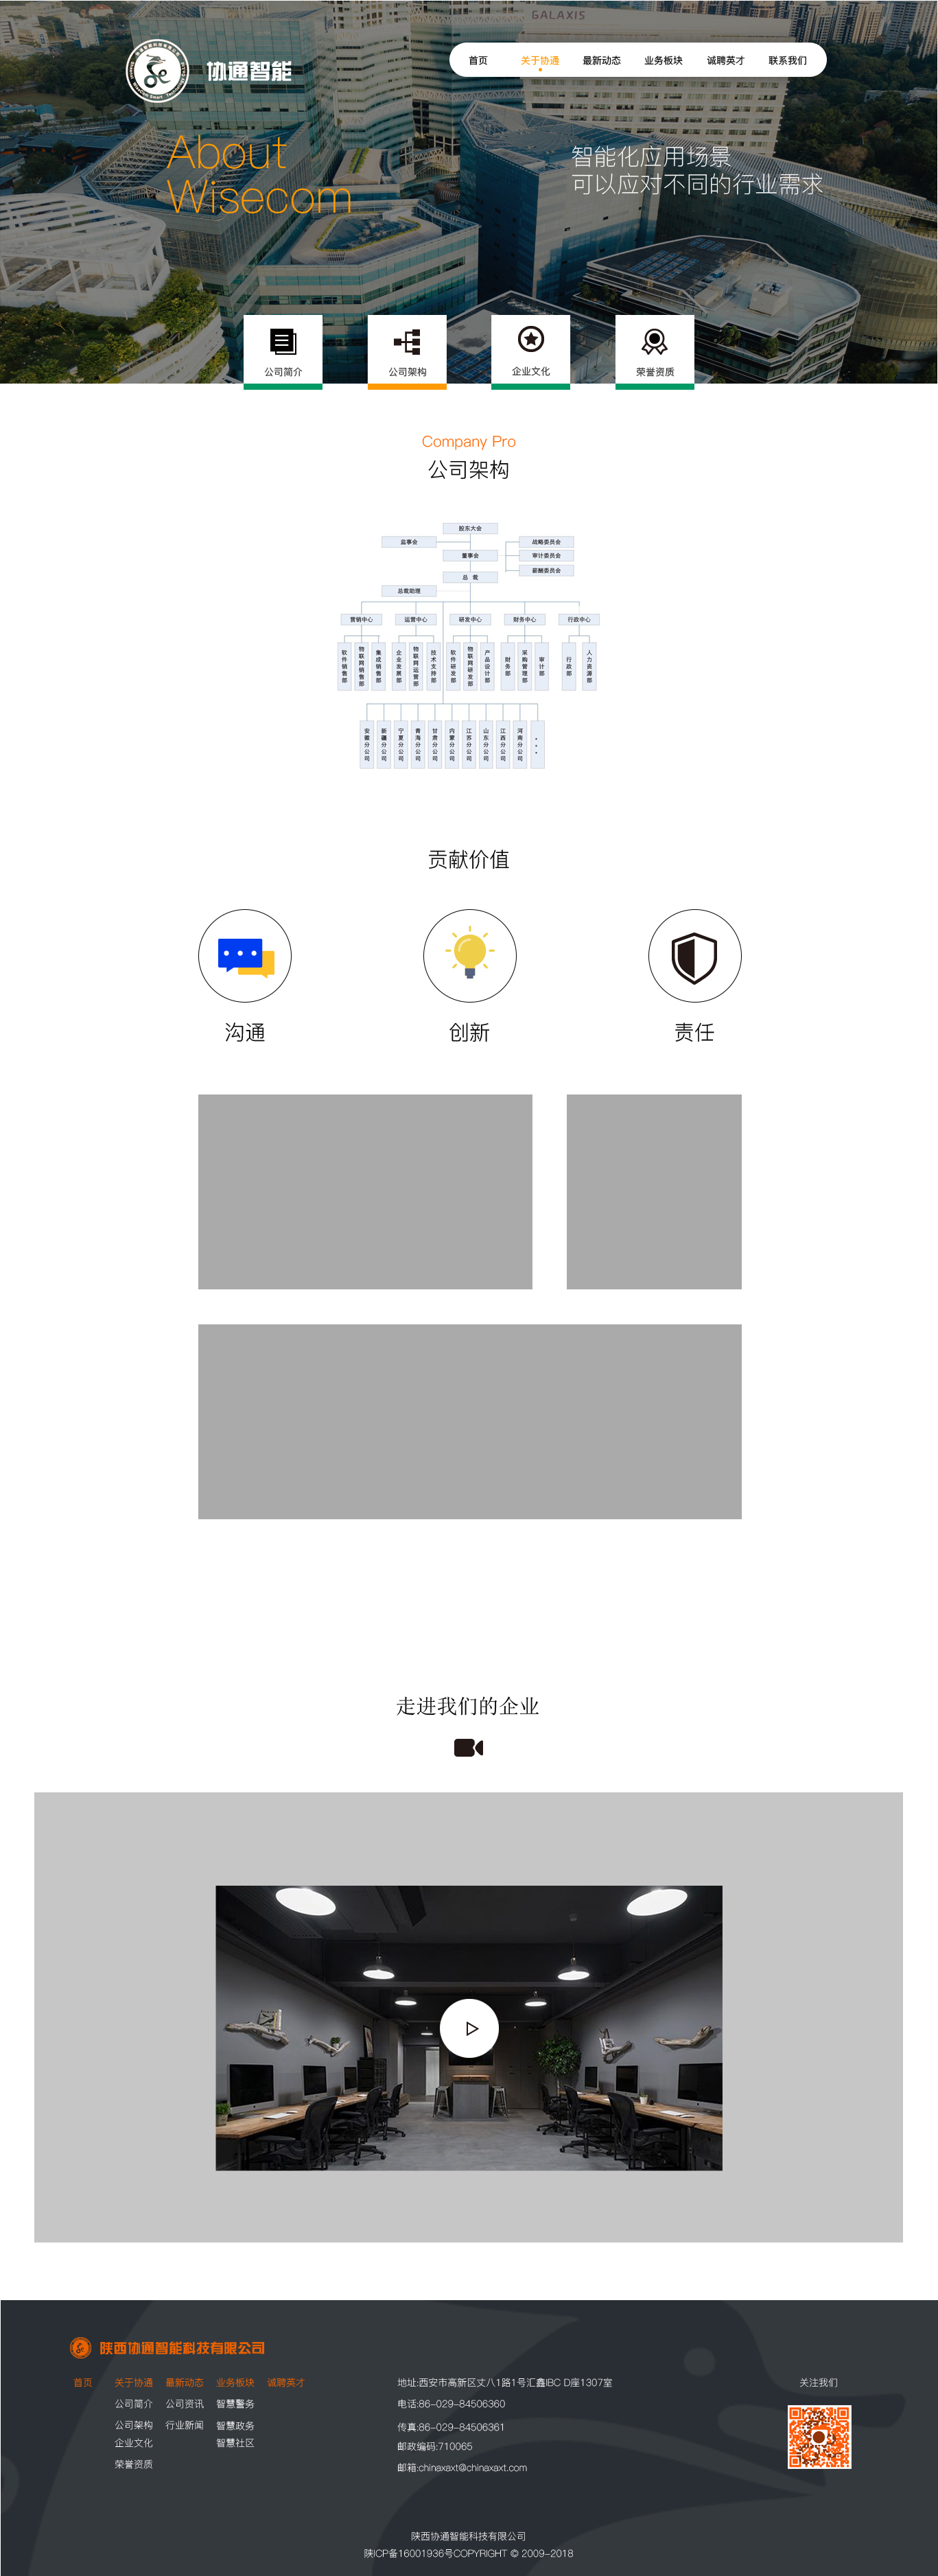 GALAXIS
协通智能
首页 关于协通 最新动态 业务板块 诚聘英才 联系我们
About
Wisecom
智能化应用场景
可以应对不同的行业需求
公司简介 公司架构 企业文化 荣誉资质
Company Pro
公司架构
股东大会
监事会
战略委员会
董事会
审计委员会
薪酬委员会
总 裁
总裁助理
营销中心 运营中心 研发中心 财务中心 行政中心
软件销售部
物联网销售部
集成销售部
企业发展部
物联网运营部
技术支持部
软件研发部
物联网研发部
产品设计部
财务部
采购管理部
审计部
行政部
人力资源部
安徽分公司
新疆分公司
宁夏分公司
青海分公司
甘肃分公司
内蒙分公司
江苏分公司
山东分公司
江西分公司
河南分公司
•••
贡献价值
沟通 创新 责任
走进我们的企业
陕西协通智能科技有限公司
首页 关于协通 最新动态 业务板块 诚聘英才
公司简介 公司资讯 智慧警务
公司架构 行业新闻 智慧政务
企业文化 智慧社区
荣誉资质
地址:西安市高新区丈八1路1号汇鑫IBC D座1307室
电话:86-029-84506360
传真:86-029-84506361
邮政编码:710065
邮箱:chinaxaxt@chinaxaxt.com
关注我们
陕西协通智能科技有限公司
陕ICP备16001936号COPYRIGHT © 2009-2018